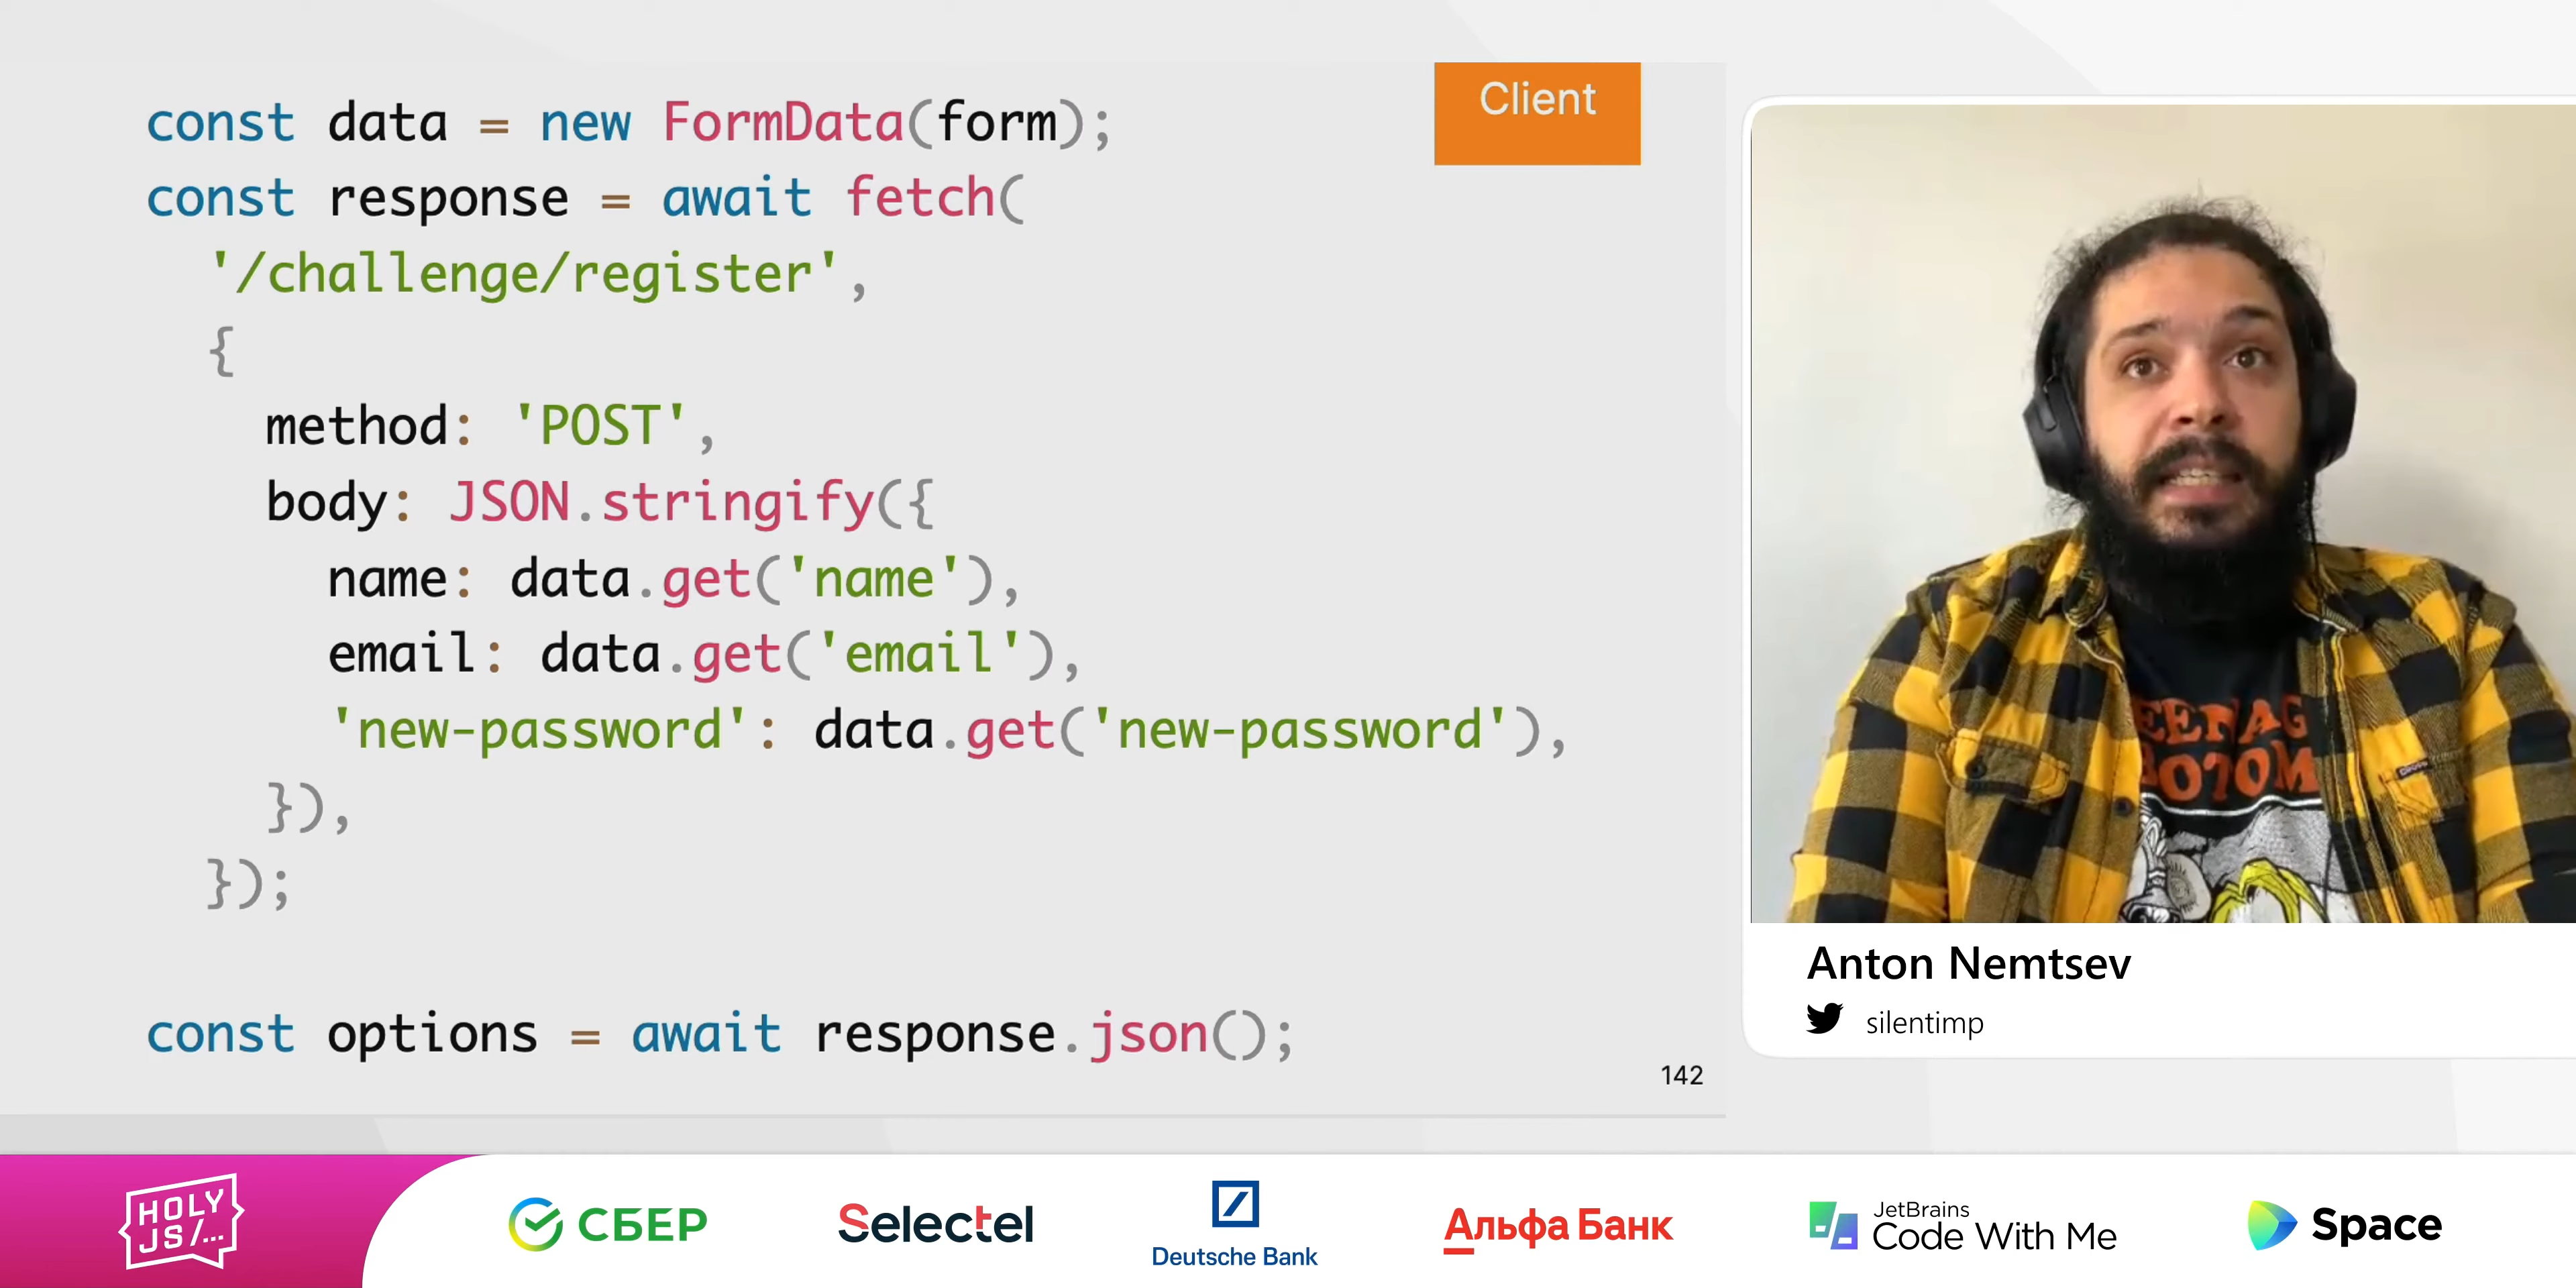 const data = new FormData(form);
const response = await fetch(
'/challenge/register',
{
method: 'POST',
body: JSON.stringify({
name: data.get('name'),
email: data.get('email'),
'new-password': data.get('new-password'),
}),
});
const options = await response.json();
142
Client
EENAG
BOTOM
Anton Nemtsev
silentimp
HOLY
JS/...
СБЕР
Selectel
Deutsche Bank
Альфа Банк
JetBrains
Code With Me
Space